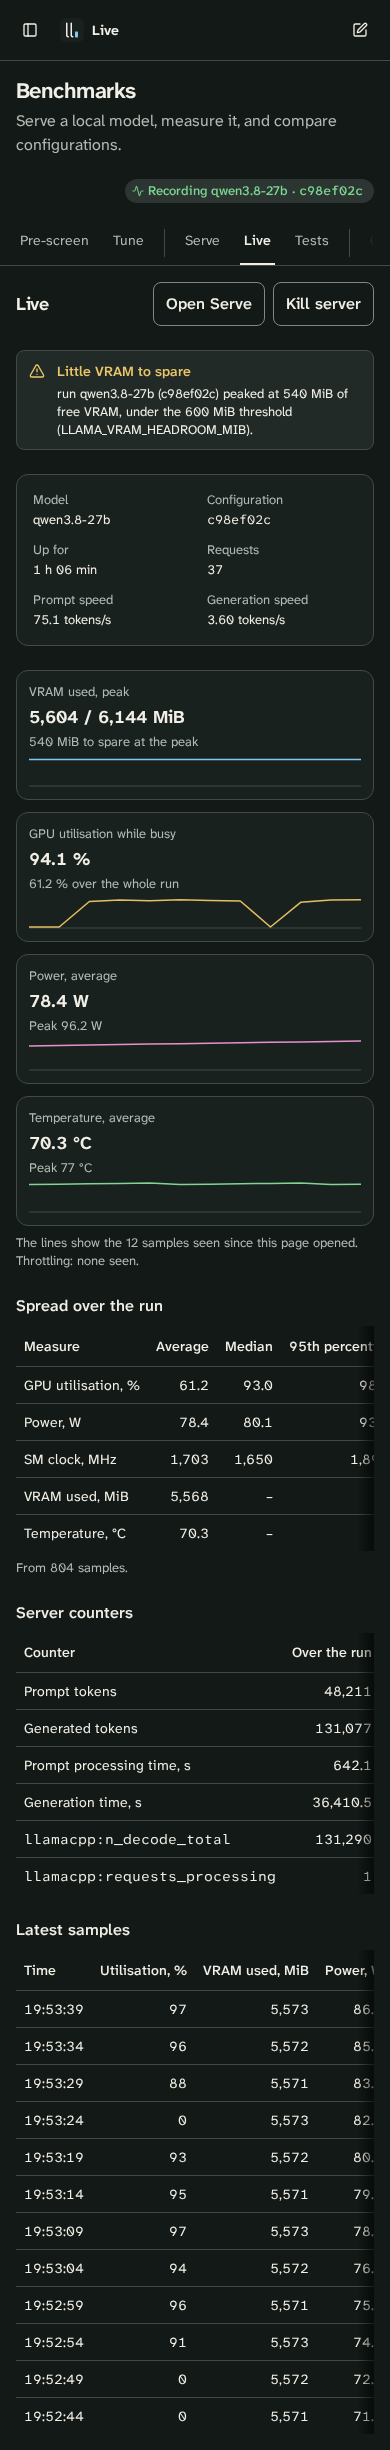 Live
Benchmarks
Serve a local model, measure it, and compare
configurations.
Recording qwen3.8-27b · c98ef02c
Pre-screen Tune Serve Live Tests
Live Open Serve Kill server
Little VRAM to spare
run qwen3.8-27b (c98ef02c) peaked at 540 MiB of
free VRAM, under the 600 MiB threshold
(LLAMA_VRAM_HEADROOM_MIB).
Model Configuration
qwen3.8-27b c98ef02c
Up for Requests
1 h 06 min 37
Prompt speed Generation speed
75.1 tokens/s 3.60 tokens/s
VRAM used, peak
5,604 / 6,144 MiB
540 MiB to spare at the peak
GPU utilisation while busy
94.1 %
61.2 % over the whole run
Power, average
78.4 W
Peak 96.2 W
Temperature, average
70.3 °C
Peak 77 °C
The lines show the 12 samples seen since this page opened.
Throttling: none seen.
Spread over the run
Measure Average Median 95th
GPU utilisation, % 61.2 93.0
Power, W 78.4 80.1
SM clock, MHz 1,703 1,650
VRAM used, MiB 5,568 –
Temperature, °C 70.3 –
From 804 samples.
Server counters
Counter Over the run
Prompt tokens 48,211
Generated tokens 131,077
Prompt processing time, s 642.1
Generation time, s 36,410.5
llamacpp:n_decode_total 131,290
llamacpp:requests_processing 1
Latest samples
Time Utilisation, % VRAM used, MiB Power,
19:53:39 97 5,573 86.
19:53:34 96 5,572 85.
19:53:29 88 5,571 83.
19:53:24 0 5,573 82.
19:53:19 93 5,572 80.
19:53:14 95 5,571 79.
19:53:09 97 5,573 78.
19:53:04 94 5,572 76.
19:52:59 96 5,571 75.
19:52:54 91 5,573 74.
19:52:49 0 5,572 72.
19:52:44 0 5,571 71.